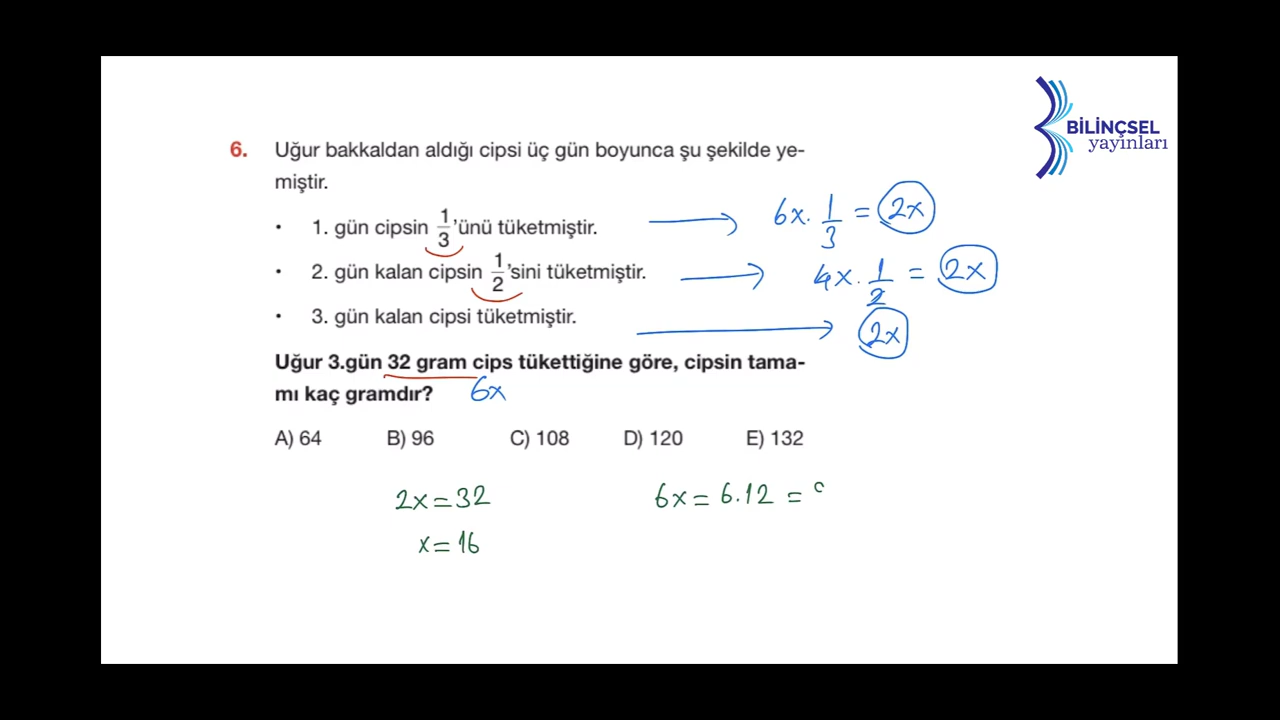 BİLİNÇSEL
yayınları
6. Uğur bakkaldan aldığı cipsi üç gün boyunca şu şekilde ye-
miştir.
• 1. gün cipsin 1/3'ünü tüketmiştir. 6x. 1/3 = 2x
• 2. gün kalan cipsin 1/2'sini tüketmiştir. 4x. 1/2 = 2x
• 3. gün kalan cipsi tüketmiştir. 2x
Uğur 3.gün 32 gram cips tükettiğine göre, cipsin tama-
mı kaç gramdır? 6x
A) 64 B) 96 C) 108 D) 120 E) 132
2x = 32 6x = 6.12 =
x = 16